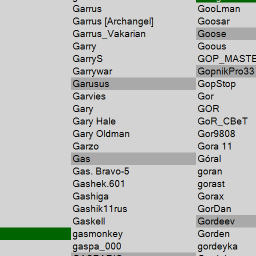 Garrus
Garrus [Archangel]
Garrus_Vakarian
Garry
GarryS
Garrywar
Garusus
Garvies
Gary
Gary Hale
Gary Oldman
Garzo
Gas
Gas. Bravo-5
Gashek.601
Gashiga
Gashik11rus
Gaskell
gasmonkey
gaspa_000
GooLman
Goosar
Goose
Goous
GOP_MASTE
GopnikPro33
GopStop
Gor
GOR
GoR_CBeT
Gor9808
Gora 11
Góral
goran
gorast
Gorax
GorDan
Gordeev
Gorden
gordeyka